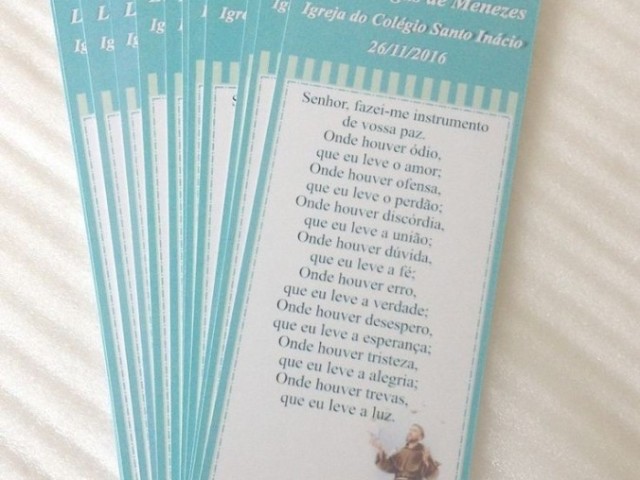 de Menezes
Igreja do Colégio Santo Inácio
26/11/2016
Senhor, fazei-me instrumento
de vossa paz.
Onde houver ódio,
que eu leve o amor;
Onde houver ofensa,
que eu leve o perdão;
Onde houver discórdia,
que eu leve a união;
Onde houver dúvida,
que eu leve a fé;
Onde houver erro,
que eu leve a verdade;
Onde houver desespero,
que eu leve a esperança;
Onde houver tristeza,
que eu leve a alegria;
Onde houver trevas,
que eu leve a luz.